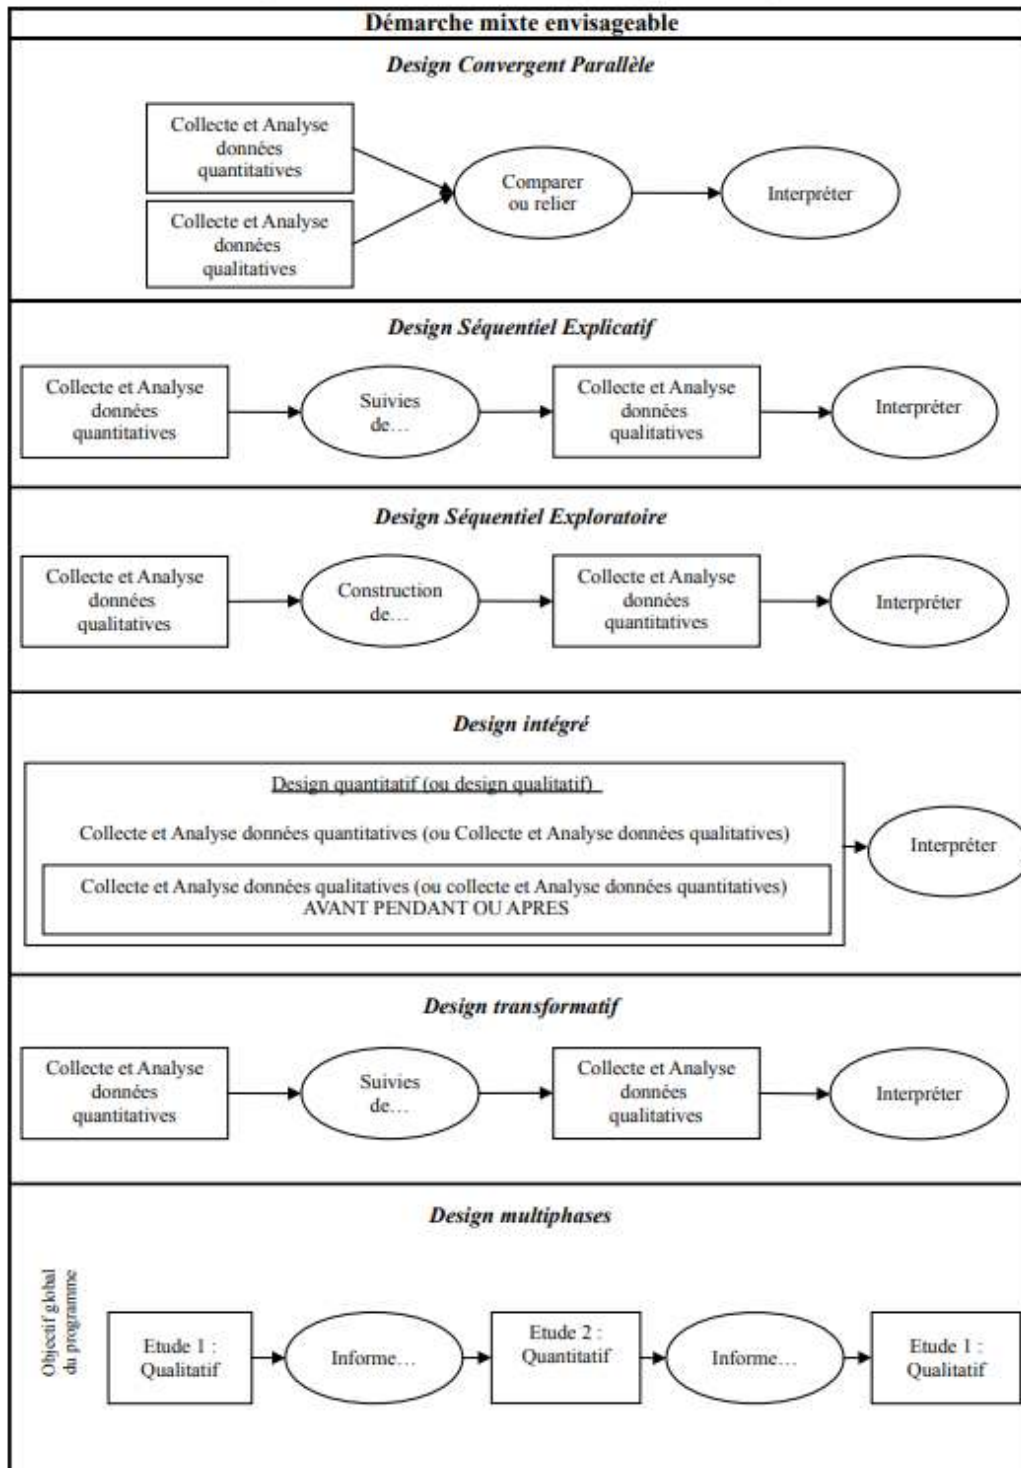 Démarche mixte envisageable
Design Convergent Parallèle
Collecte et Analyse
données
quantitatives
Collecte et Analyse
données
qualitatives
Comparer
ou relier
Interpréter
Design Séquentiel Explicatif
Collecte et Analyse
données
quantitatives
Suivies
de…
Collecte et Analyse
données
qualitatives
Interpréter
Design Séquentiel Exploratoire
Collecte et Analyse
données
qualitatives
Construction
de…
Collecte et Analyse
données
quantitatives
Interpréter
Design intégré
Design quantitatif (ou design qualitatif)
Collecte et Analyse données quantitatives (ou Collecte et Analyse données qualitatives)
Collecte et Analyse données qualitatives (ou collecte et Analyse données quantitatives)
AVANT PENDANT OU APRES
Interpréter
Design transformatif
Collecte et Analyse
données
quantitatives
Suivies
de…
Collecte et Analyse
données
qualitatives
Interpréter
Design multiphases
Objectif global
du programme
Etude 1 :
Qualitatif
Informe…
Etude 2 :
Quantitatif
Informe…
Etude 1 :
Qualitatif